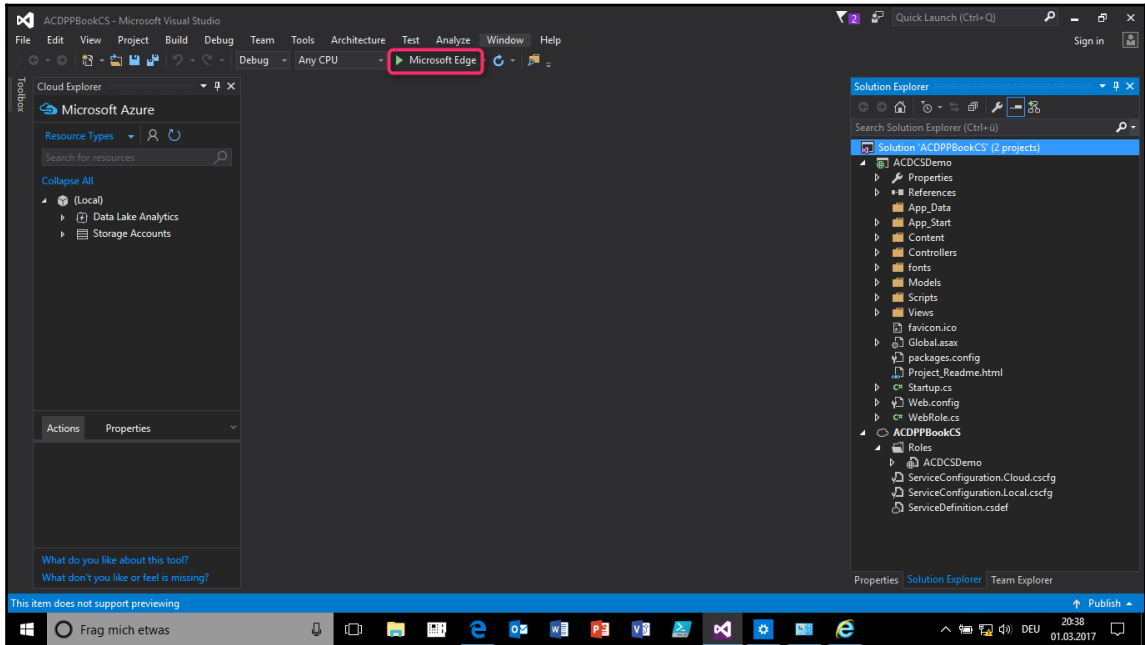 ACDPPBookCS - Microsoft Visual Studio
2
Quick Launch (Ctrl+Q)
File Edit View Project Build Debug Team Tools Architecture Test Analyze Window Help
Sign in
Debug Any CPU Microsoft Edge
Toolbox
Cloud Explorer
Microsoft Azure
Resource Types
Search for resources
Collapse All
(Local)
Data Lake Analytics
Storage Accounts
Actions Properties
What do you like about this tool?
What don't you like or feel is missing?
Solution Explorer
Search Solution Explorer (Ctrl+ü)
Solution 'ACDPPBookCS' (2 projects)
ACDCSDemo
Properties
References
App_Data
App_Start
Content
Controllers
fonts
Models
Scripts
Views
favicon.ico
Global.asax
packages.config
Project_Readme.html
C# Startup.cs
Web.config
C# WebRole.cs
ACDPPBookCS
Roles
ACDCSDemo
ServiceConfiguration.Cloud.cscfg
ServiceConfiguration.Local.cscfg
ServiceDefinition.csdef
Properties Solution Explorer Team Explorer
This item does not support previewing
Publish
Frag mich etwas
DEU
20:38
01.03.2017